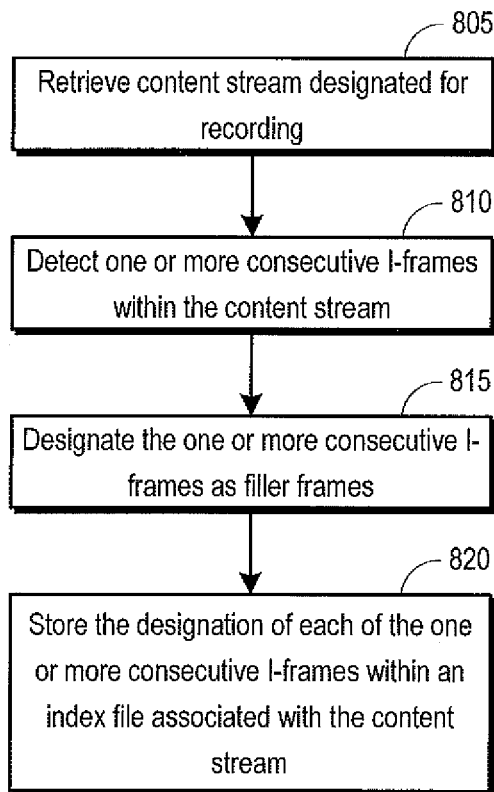 805
Retrieve content stream designated for
recording
810
Detect one or more consecutive I-frames
within the content stream
815
Designate the one or more consecutive I-
frames as filler frames
820
Store the designation of each of the one
or more consecutive I-frames within an
index file associated with the content
stream